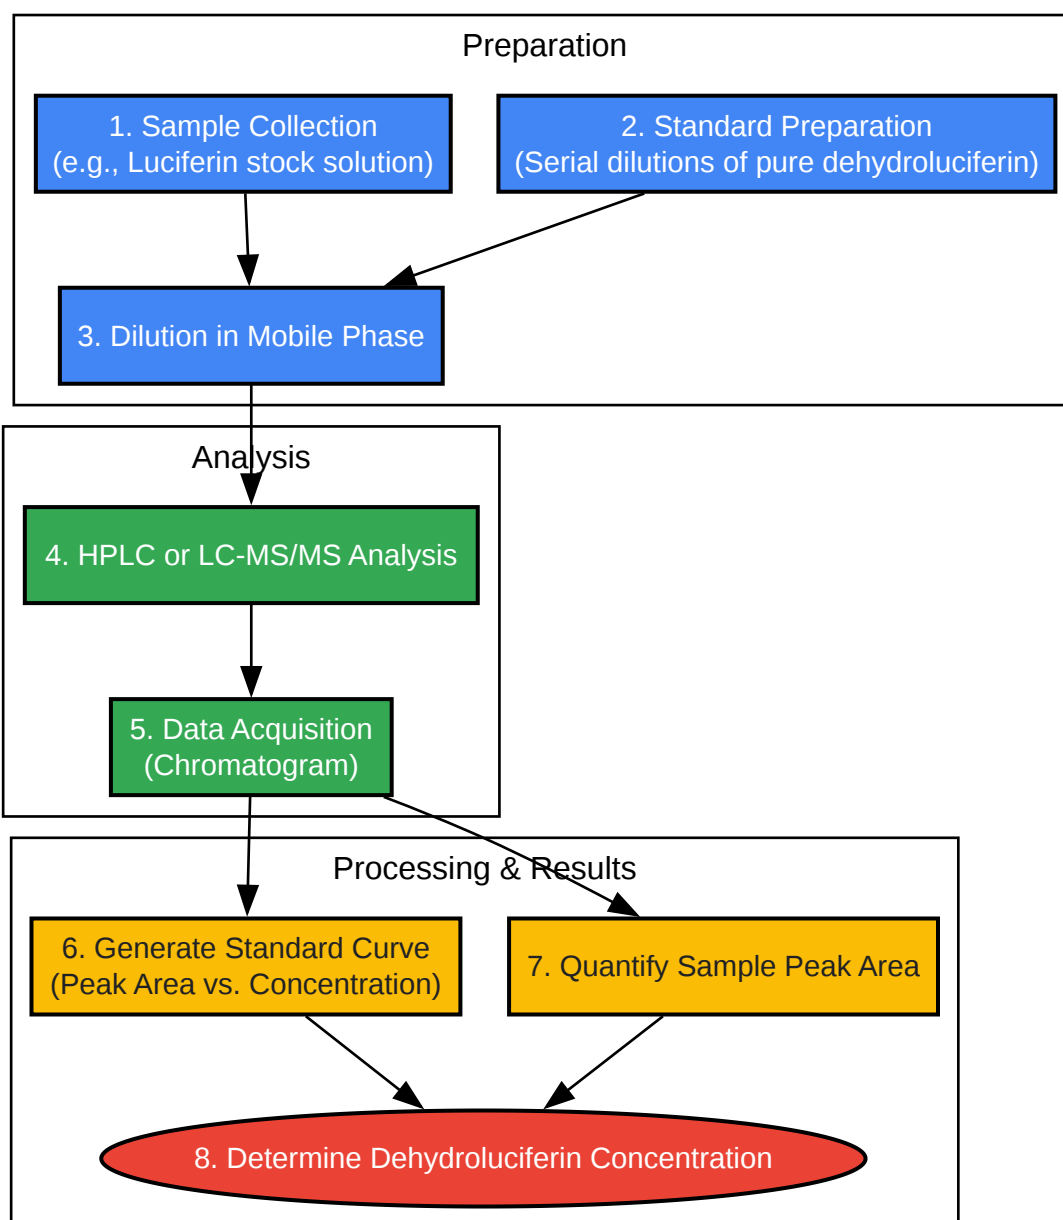 Preparation
1. Sample Collection
(e.g., Luciferin stock solution)
2. Standard Preparation
(Serial dilutions of pure dehydroluciferin)
3. Dilution in Mobile Phase
Analysis
4. HPLC or LC-MS/MS Analysis
5. Data Acquisition
(Chromatogram)
Processing & Results
6. Generate Standard Curve
(Peak Area vs. Concentration)
7. Quantify Sample Peak Area
8. Determine Dehydroluciferin Concentration